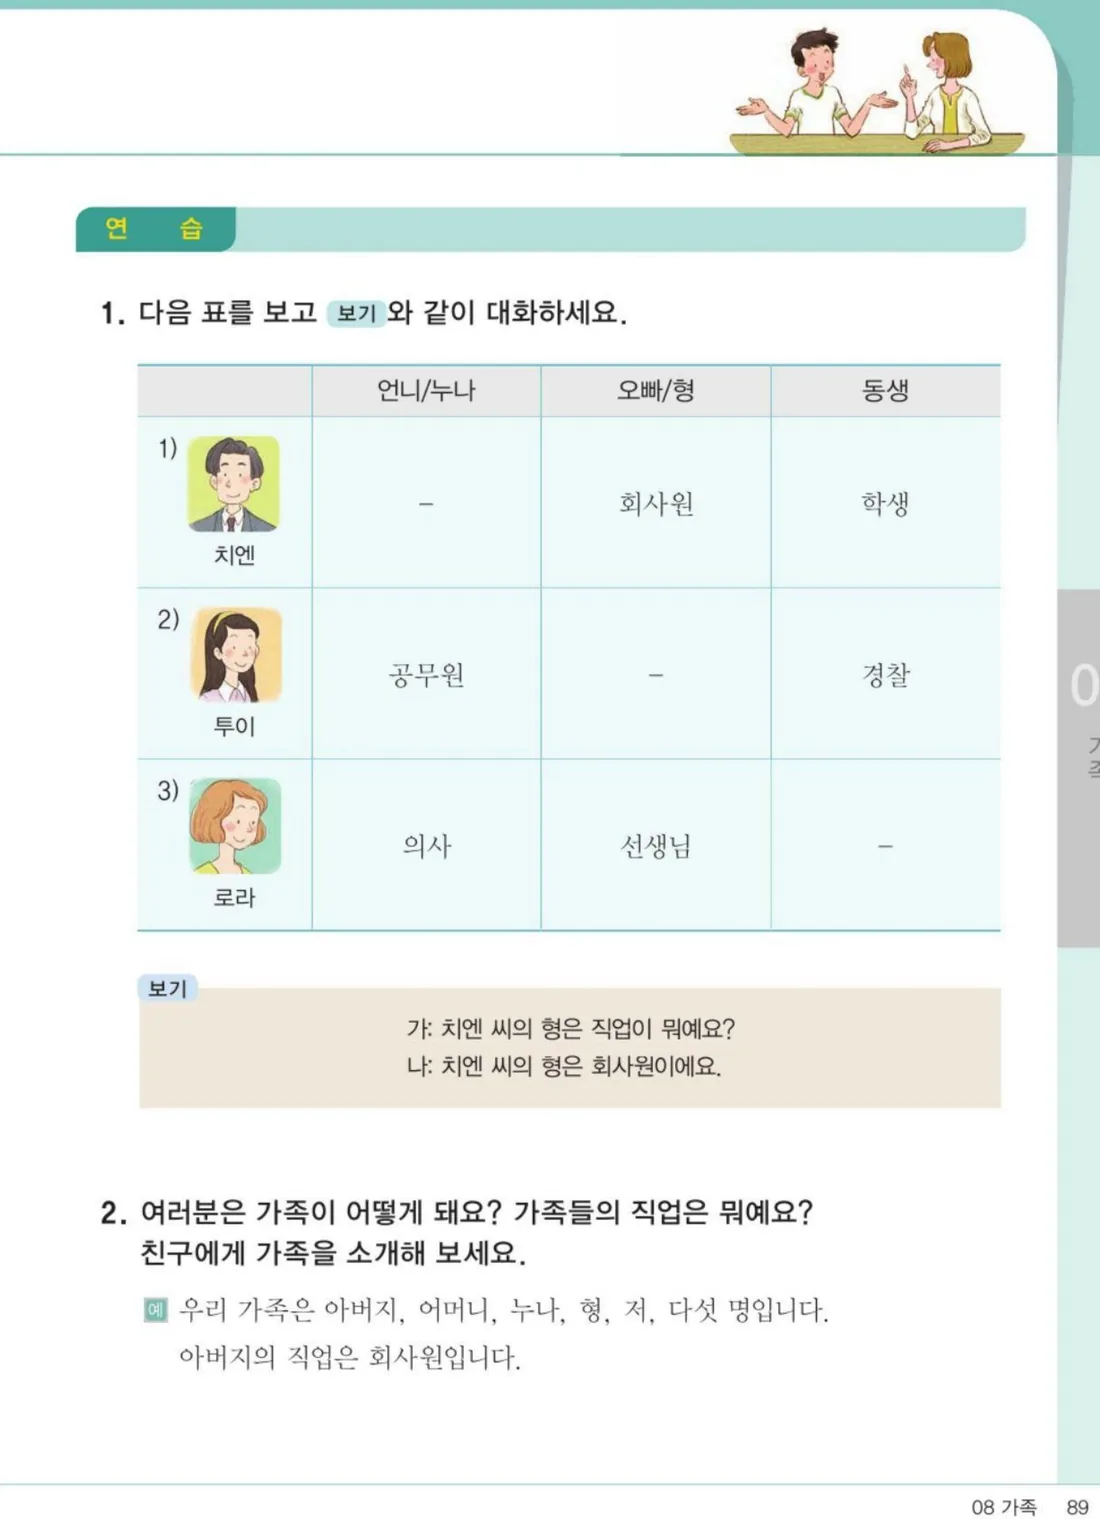 연 습
1. 다음 표를 보고 보기와 같이 대화하세요.
언니/누나 오빠/형 동생
1) 치엔 – 회사원 학생
2) 투이 공무원 – 경찰
3) 로라 의사 선생님 –
보기
가: 치엔 씨의 형은 직업이 뭐예요?
나: 치엔 씨의 형은 회사원이에요.
2. 여러분은 가족이 어떻게 돼요? 가족들의 직업은 뭐예요?
친구에게 가족을 소개해 보세요.
예 우리 가족은 아버지, 어머니, 누나, 형, 저, 다섯 명입니다.
아버지의 직업은 회사원입니다.
08 가족 89